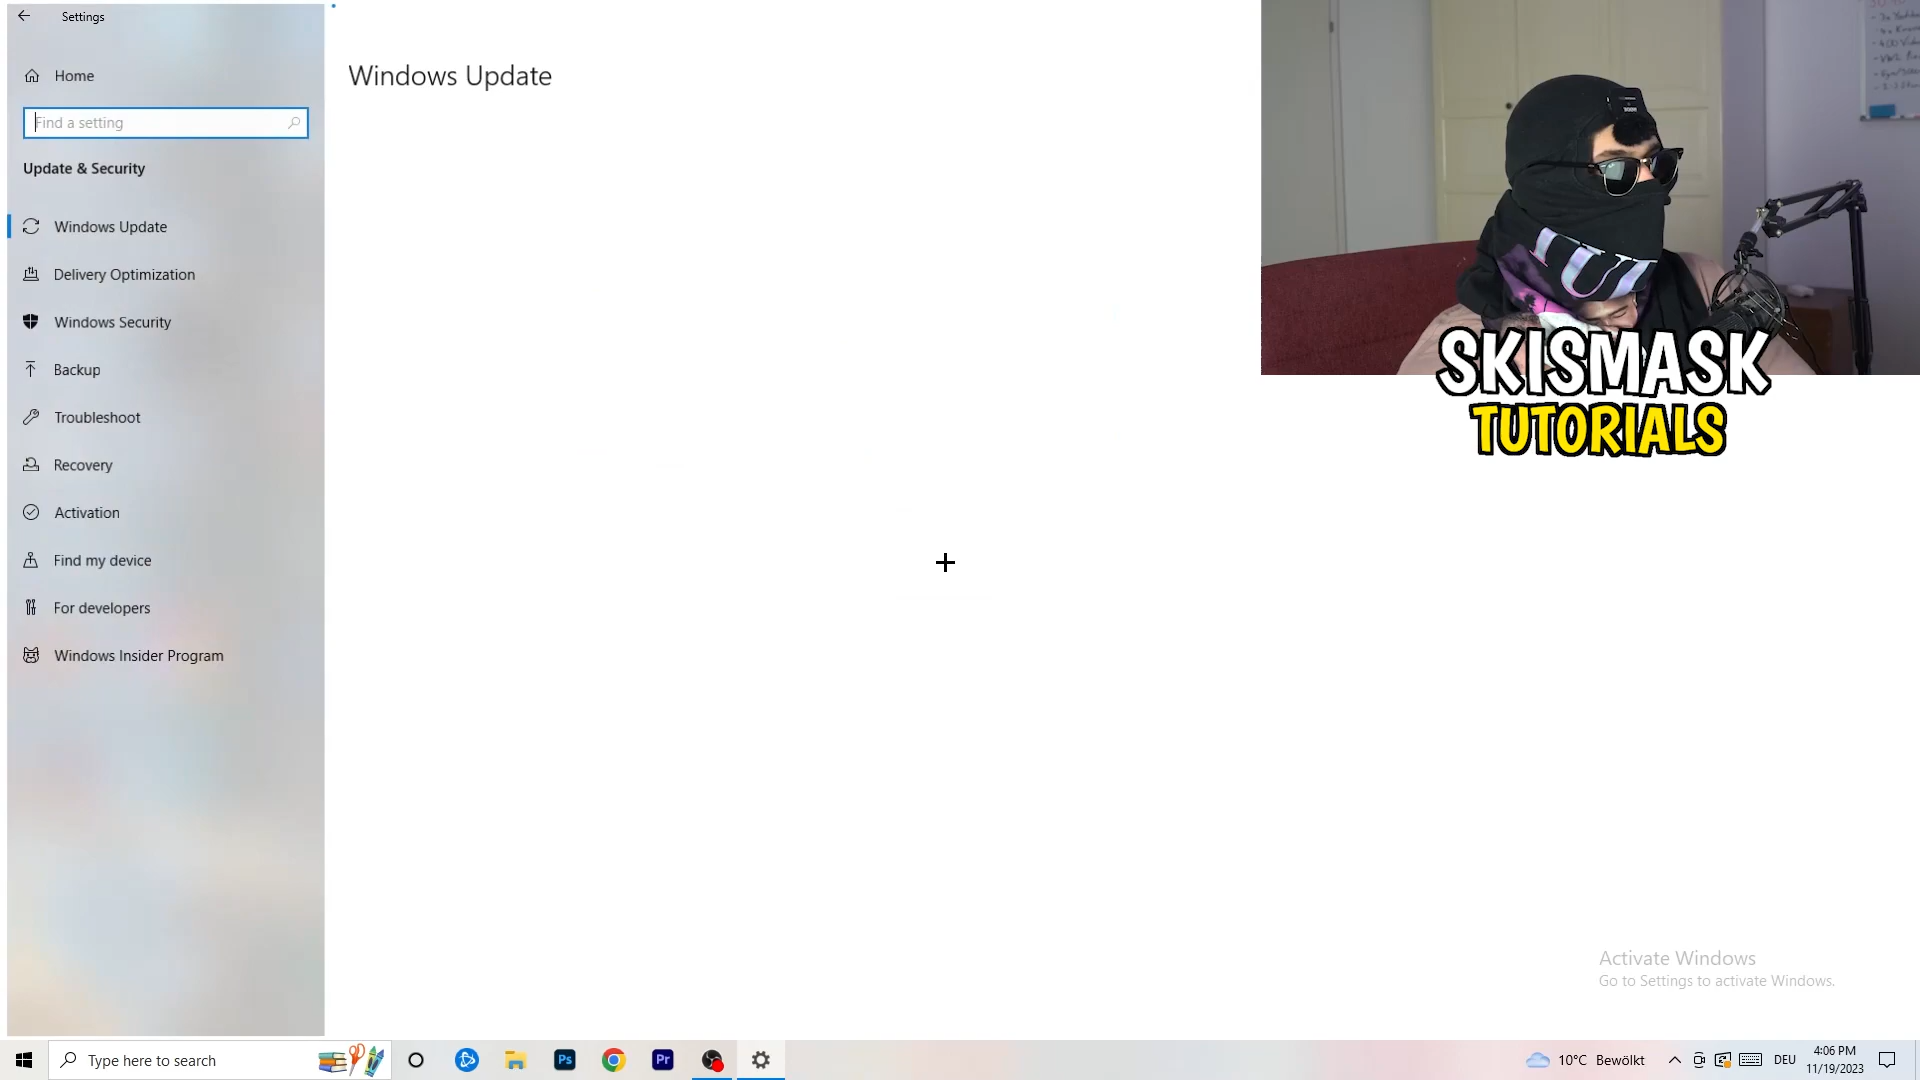 Settings
Home
Find a setting
Update & Security
Windows Update
Delivery Optimization
Windows Security
Backup
Troubleshoot
Recovery
Activation
Find my device
For developers
Windows Insider Program
Windows Update
SKISMASK
TUTORIALS
Activate Windows
Go to Settings to activate Windows.
Type here to search
Ps
Pr
10°C Bewölkt
DEU
4:06 PM
11/19/2023